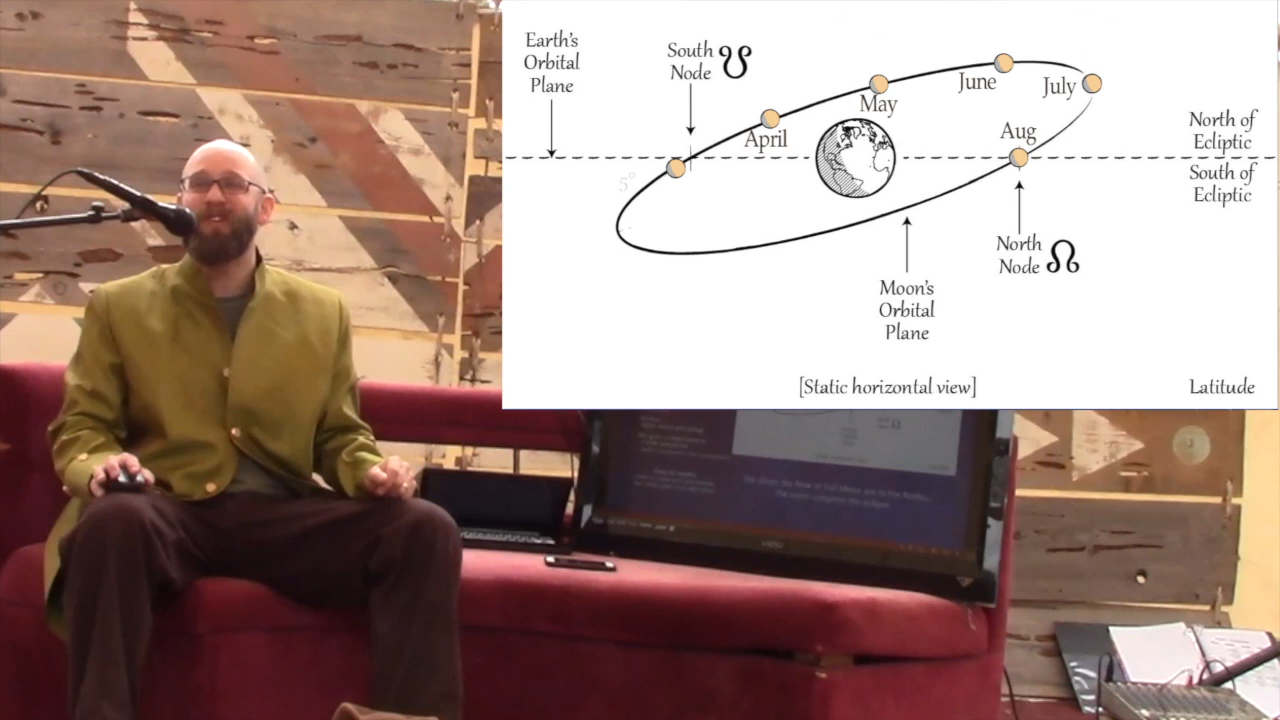 Earth's
Orbital
Plane
South
Node ☋
5°
April
May
June
July
Aug
North of
Ecliptic
South of
Ecliptic
North
Node ☊
Moon's
Orbital
Plane
[Static horizontal view]
Latitude
VIZIO